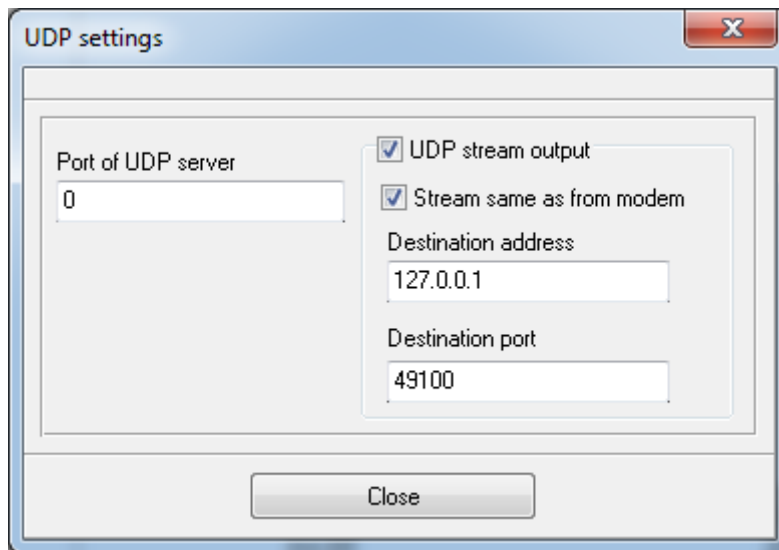 UDP settings
Port of UDP server
0
UDP stream output
Stream same as from modem
Destination address
127.0.0.1
Destination port
49100
Close